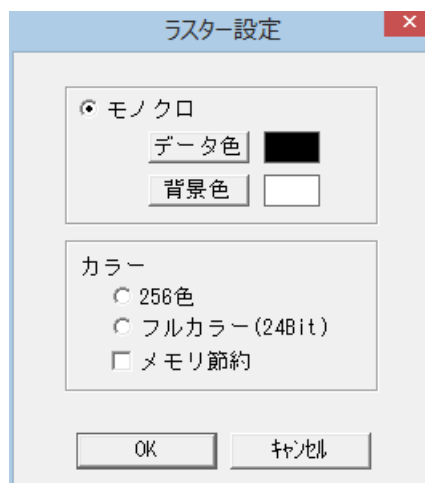 ラスター設定
モノクロ
データ色
背景色
カラー
256色
フルカラー(24Bit)
メモリ節約
OK
ｷｬﾝｾﾙ